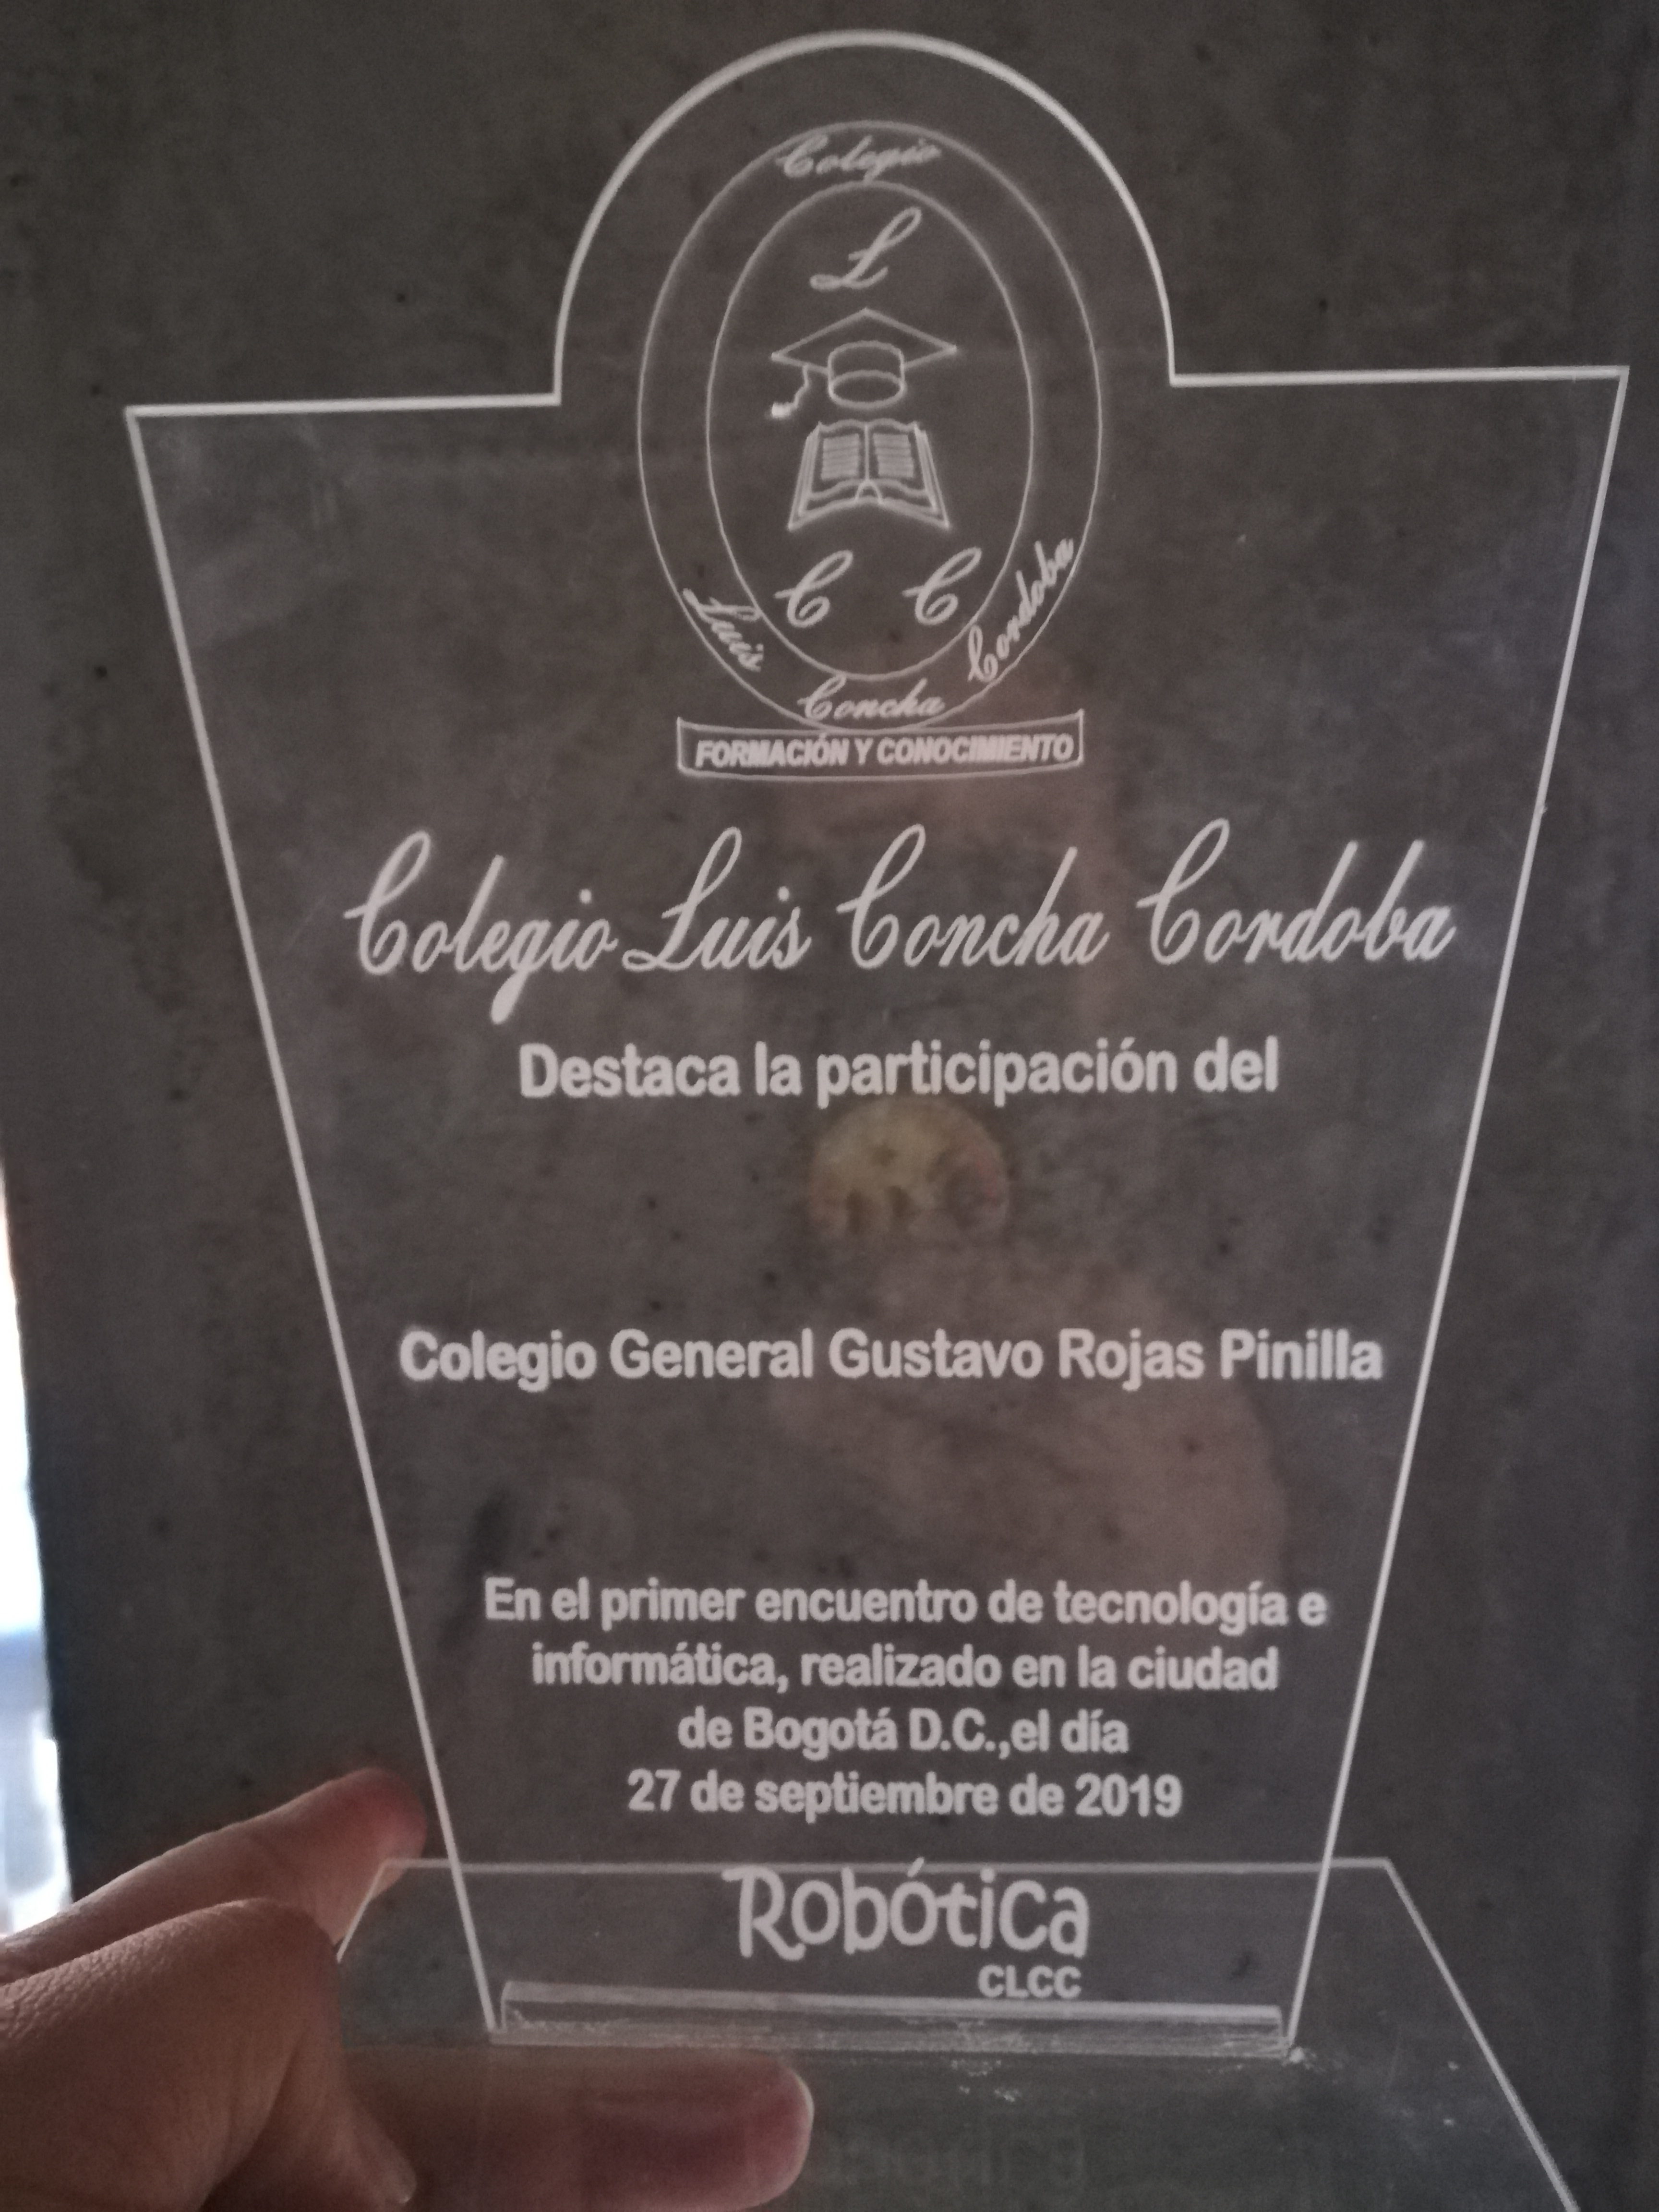 Colegio
L
C C
Luis
Concha
Cordoba
FORMACIÓN Y CONOCIMIENTO
Colegio Luis Concha Cordoba
Destaca la participación del
Colegio General Gustavo Rojas Pinilla
En el primer encuentro de tecnología e
informática, realizado en la ciudad
de Bogotá D.C.,el día
27 de septiembre de 2019
Robótica
CLCC